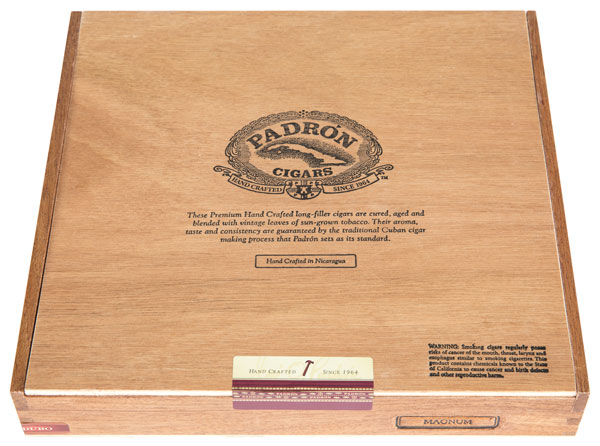 PADRÓN
CIGARS
HAND CRAFTED
SINCE 1964
TM
These Premium Hand Crafted long-filler cigars are cured, aged and
blended with vintage leaves of sun-grown tobacco. Their aroma,
taste and consistency are guaranteed by the traditional Cuban cigar
making process that Padrón sets as its standard.
Hand Crafted in Nicaragua
WARNING: Smoking cigars regularly poses
risks of cancer of the mouth, throat, larynx and
esophagus similar to smoking cigarettes. This
product contains chemicals known to the State
of California to cause cancer and birth defects
and other reproductive harm.
HAND CRAFTED SINCE 1964
MAGNUM